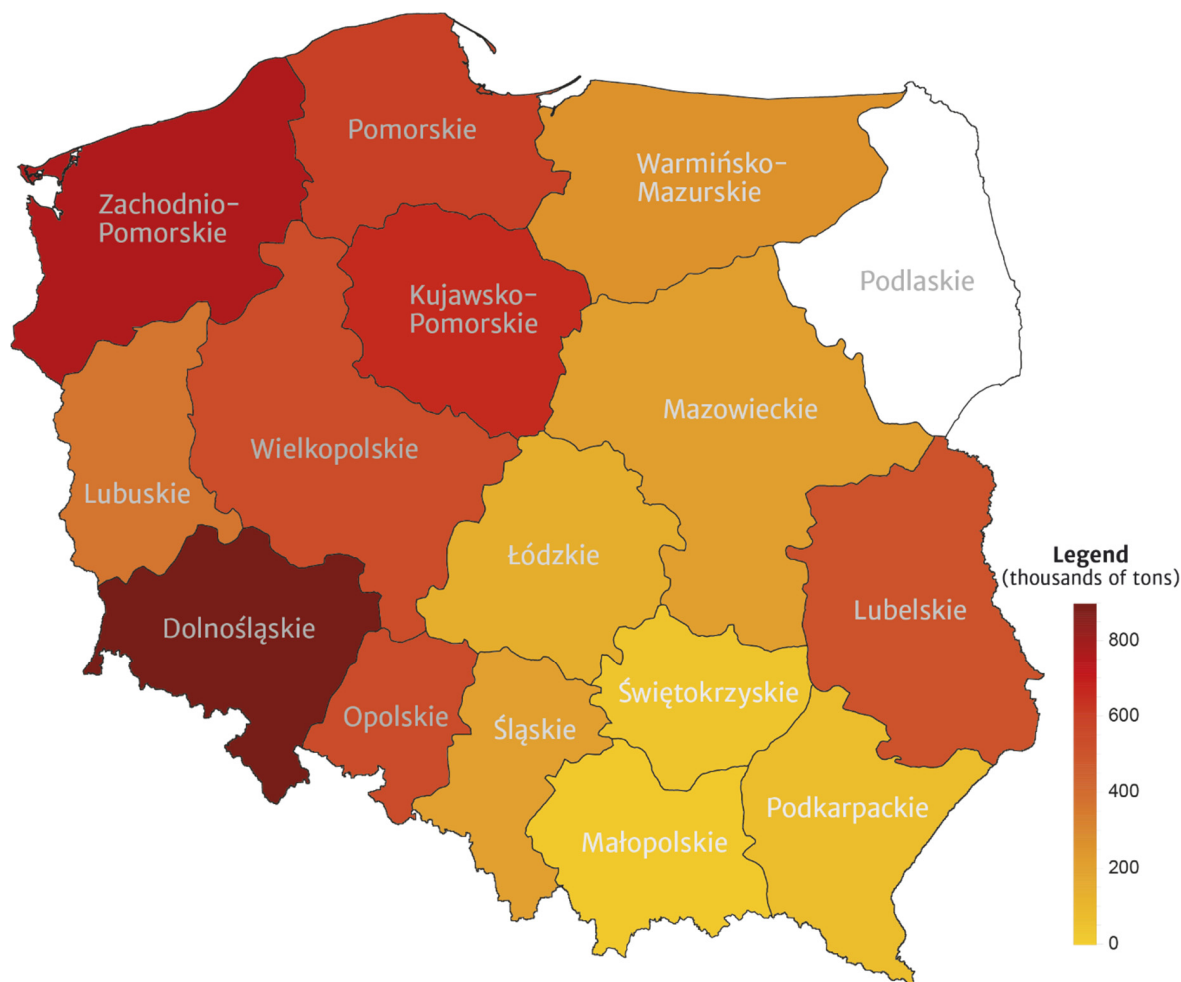 Pomorskie
Warmińsko-
Mazurskie
Zachodnio-
Pomorskie
Podlaskie
Kujawsko-
Pomorskie
Mazowieckie
Wielkopolskie
Lubuskie
Łódzkie
Legend
(thousands of tons)
Lubelskie
Dolnośląskie
800
Świętokrzyskie
Opolskie
Śląskie
600
400
Podkarpackie
Małopolskie
200
0